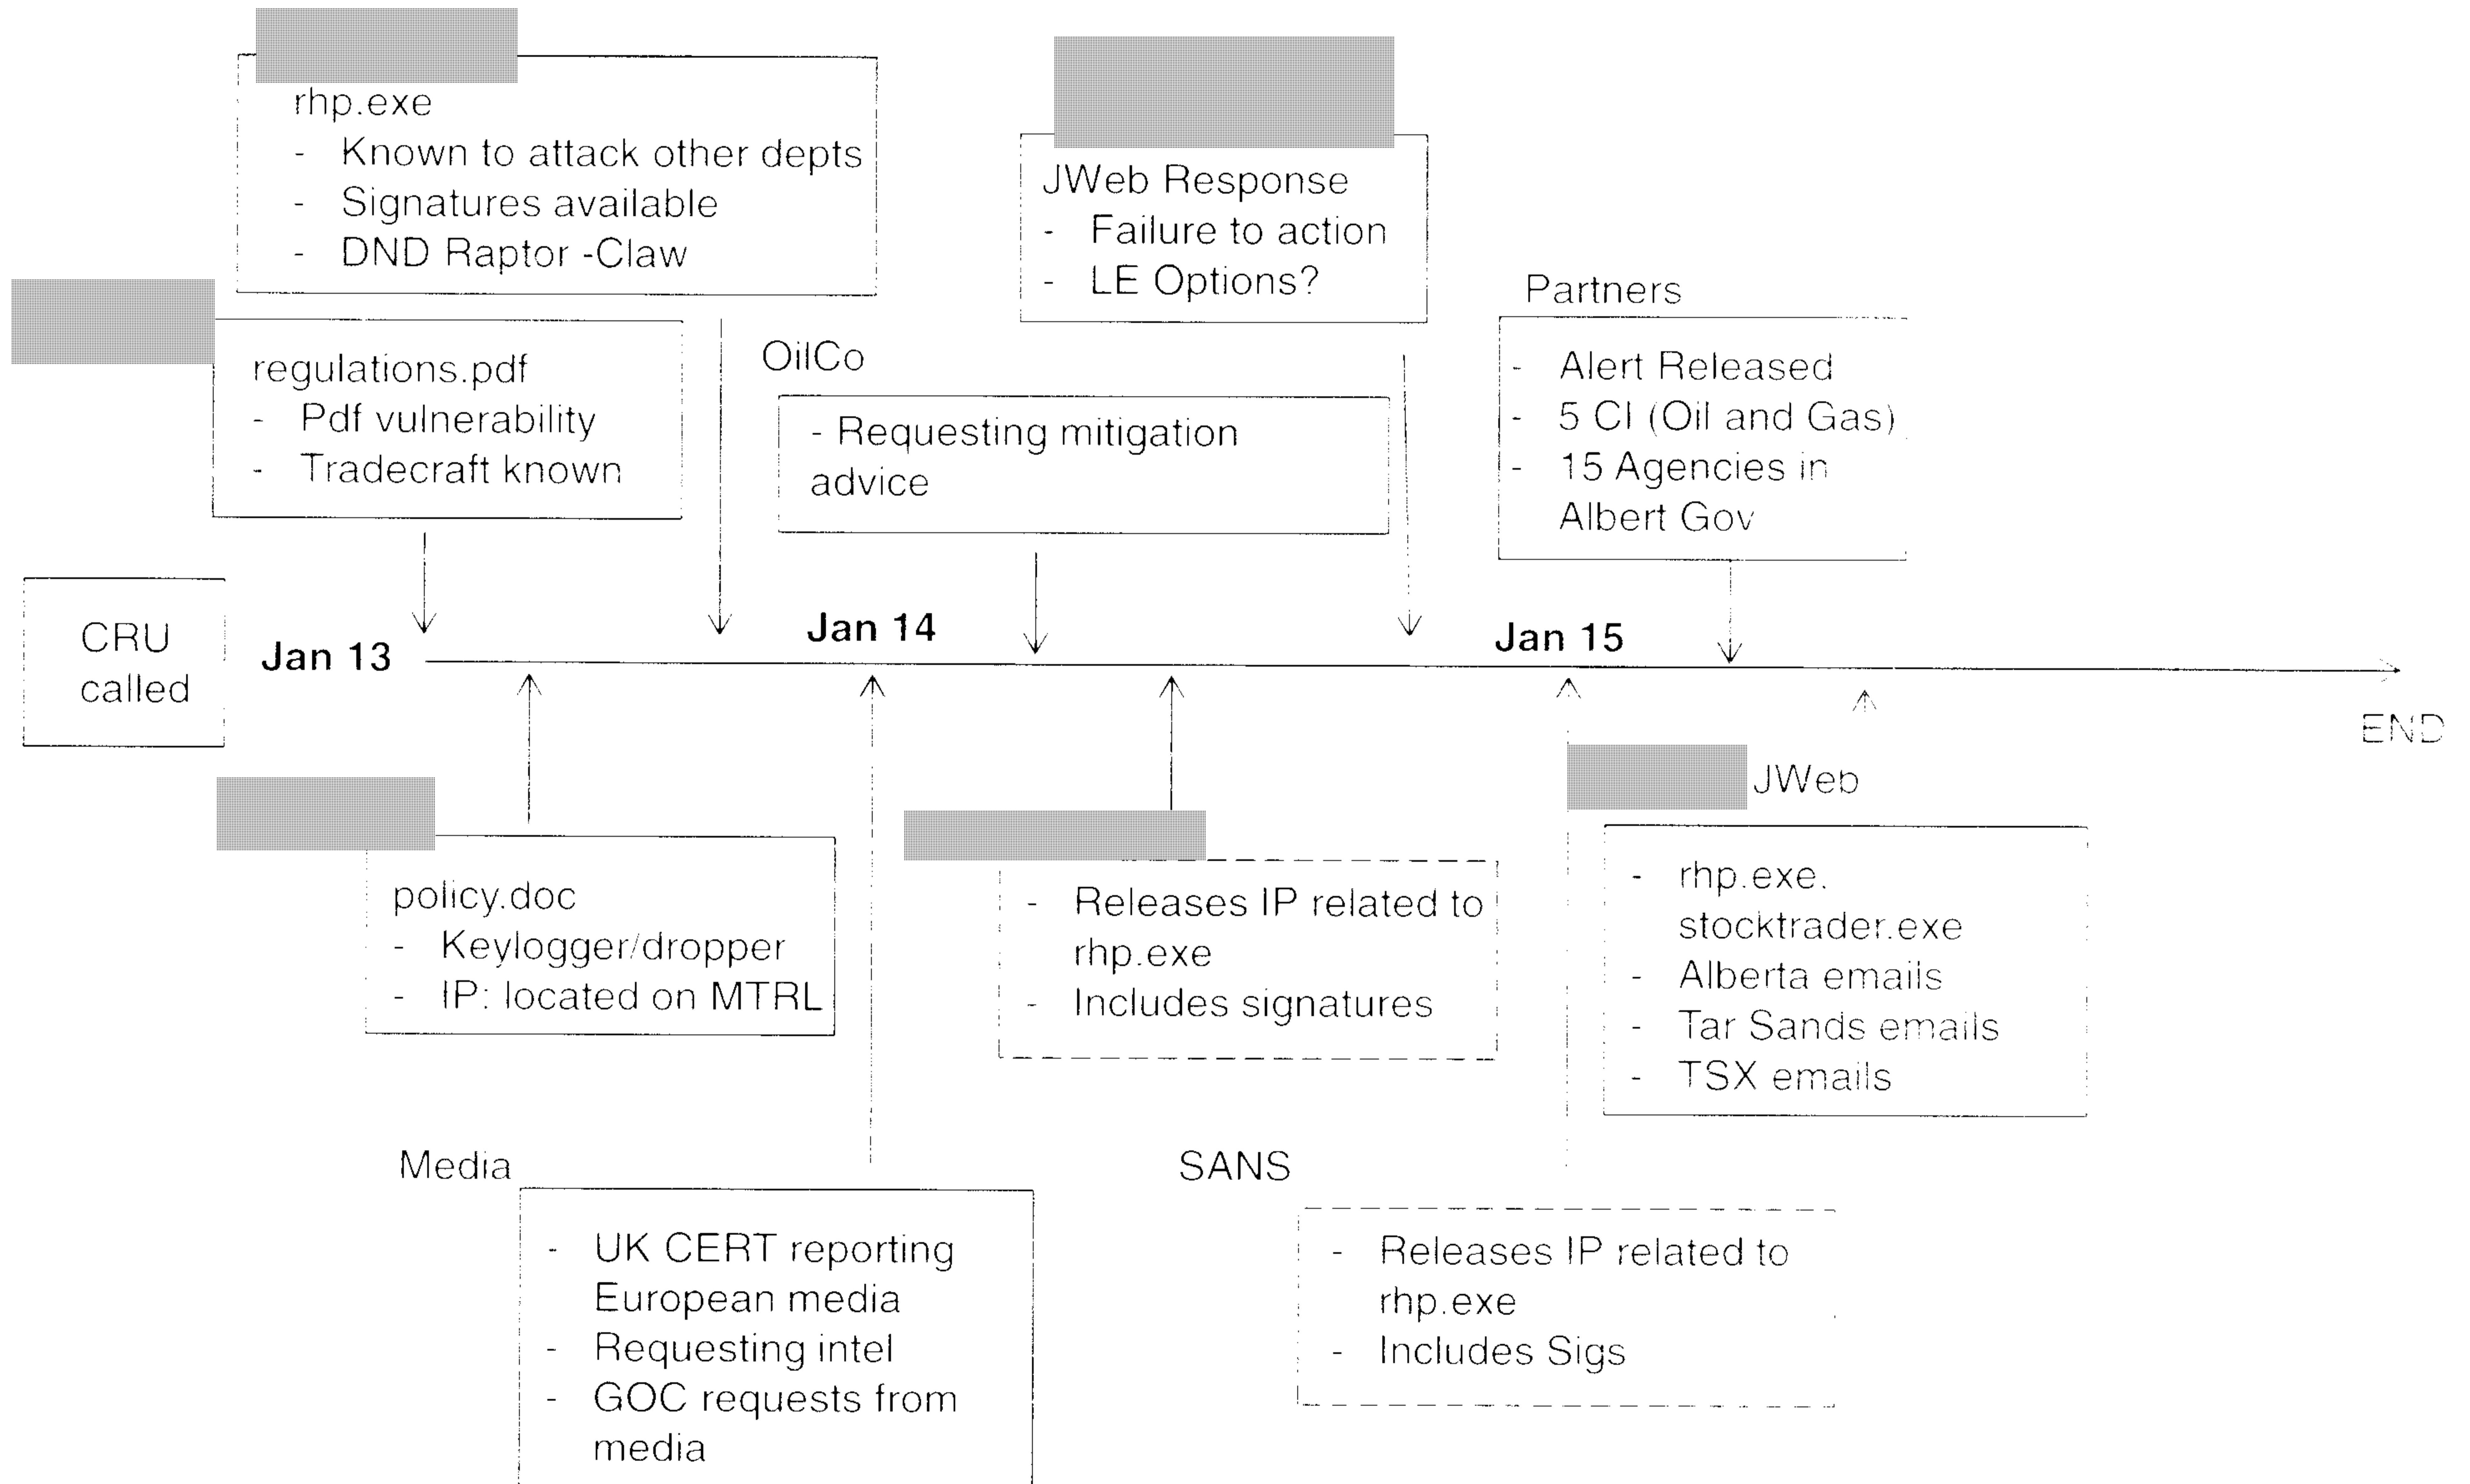 rhp.exe
- Known to attack other depts
- Signatures available
- DND Raptor -Claw
JWeb Response
- Failure to action
- LE Options?
Partners
- Alert Released
- 5 CI (Oil and Gas)
- 15 Agencies in
Albert Gov
regulations.pdf
- Pdf vulnerability
- Tradecraft known
OilCo
- Requesting mitigation
advice
CRU
called
Jan 13
Jan 14
Jan 15
END
policy.doc
- Keylogger/dropper
- IP: located on MTRL
- Releases IP related to
rhp.exe
- Includes signatures
JWeb
- rhp.exe.
stocktrader.exe
- Alberta emails
- Tar Sands emails
- TSX emails
Media
- UK CERT reporting
European media
- Requesting intel
- GOC requests from
media
SANS
- Releases IP related to
rhp.exe
- Includes Sigs